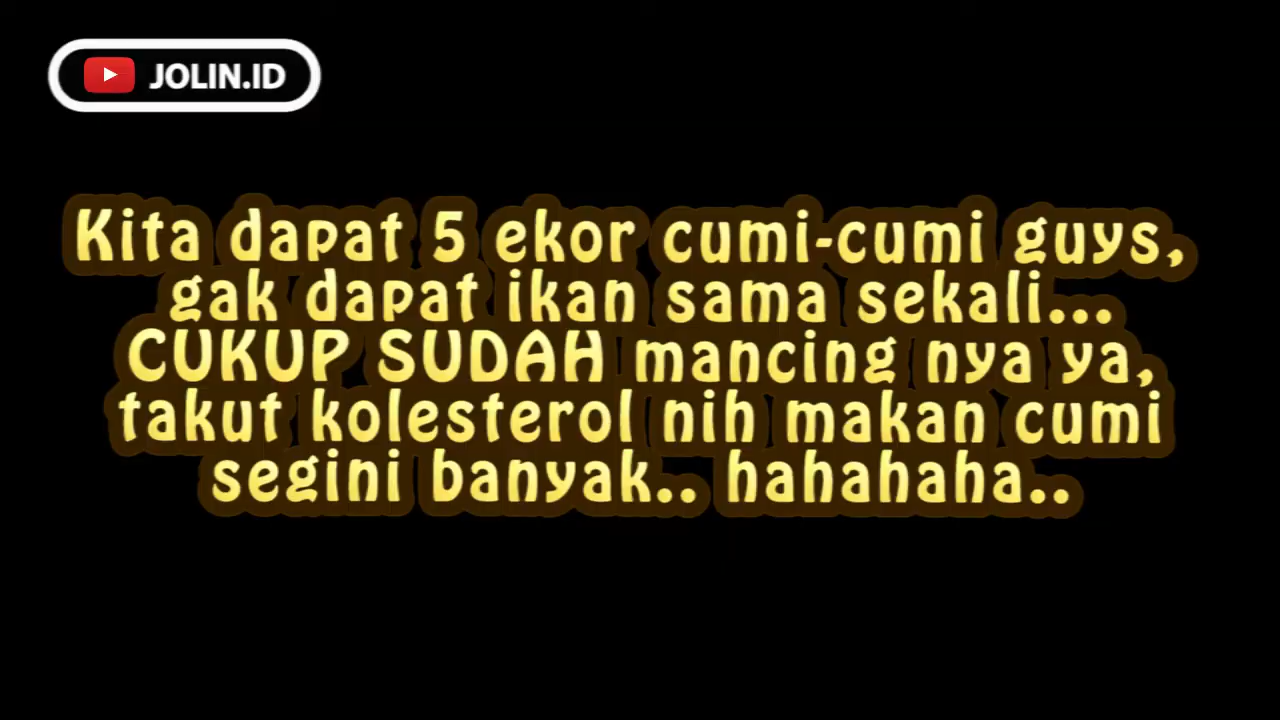 JOLIN.ID
Kita dapat 5 ekor cumi-cumi guys,
gak dapat ikan sama sekali...
CUKUP SUDAH mancing nya ya,
takut kolesterol nih makan cumi
segini banyak.. hahahaha..